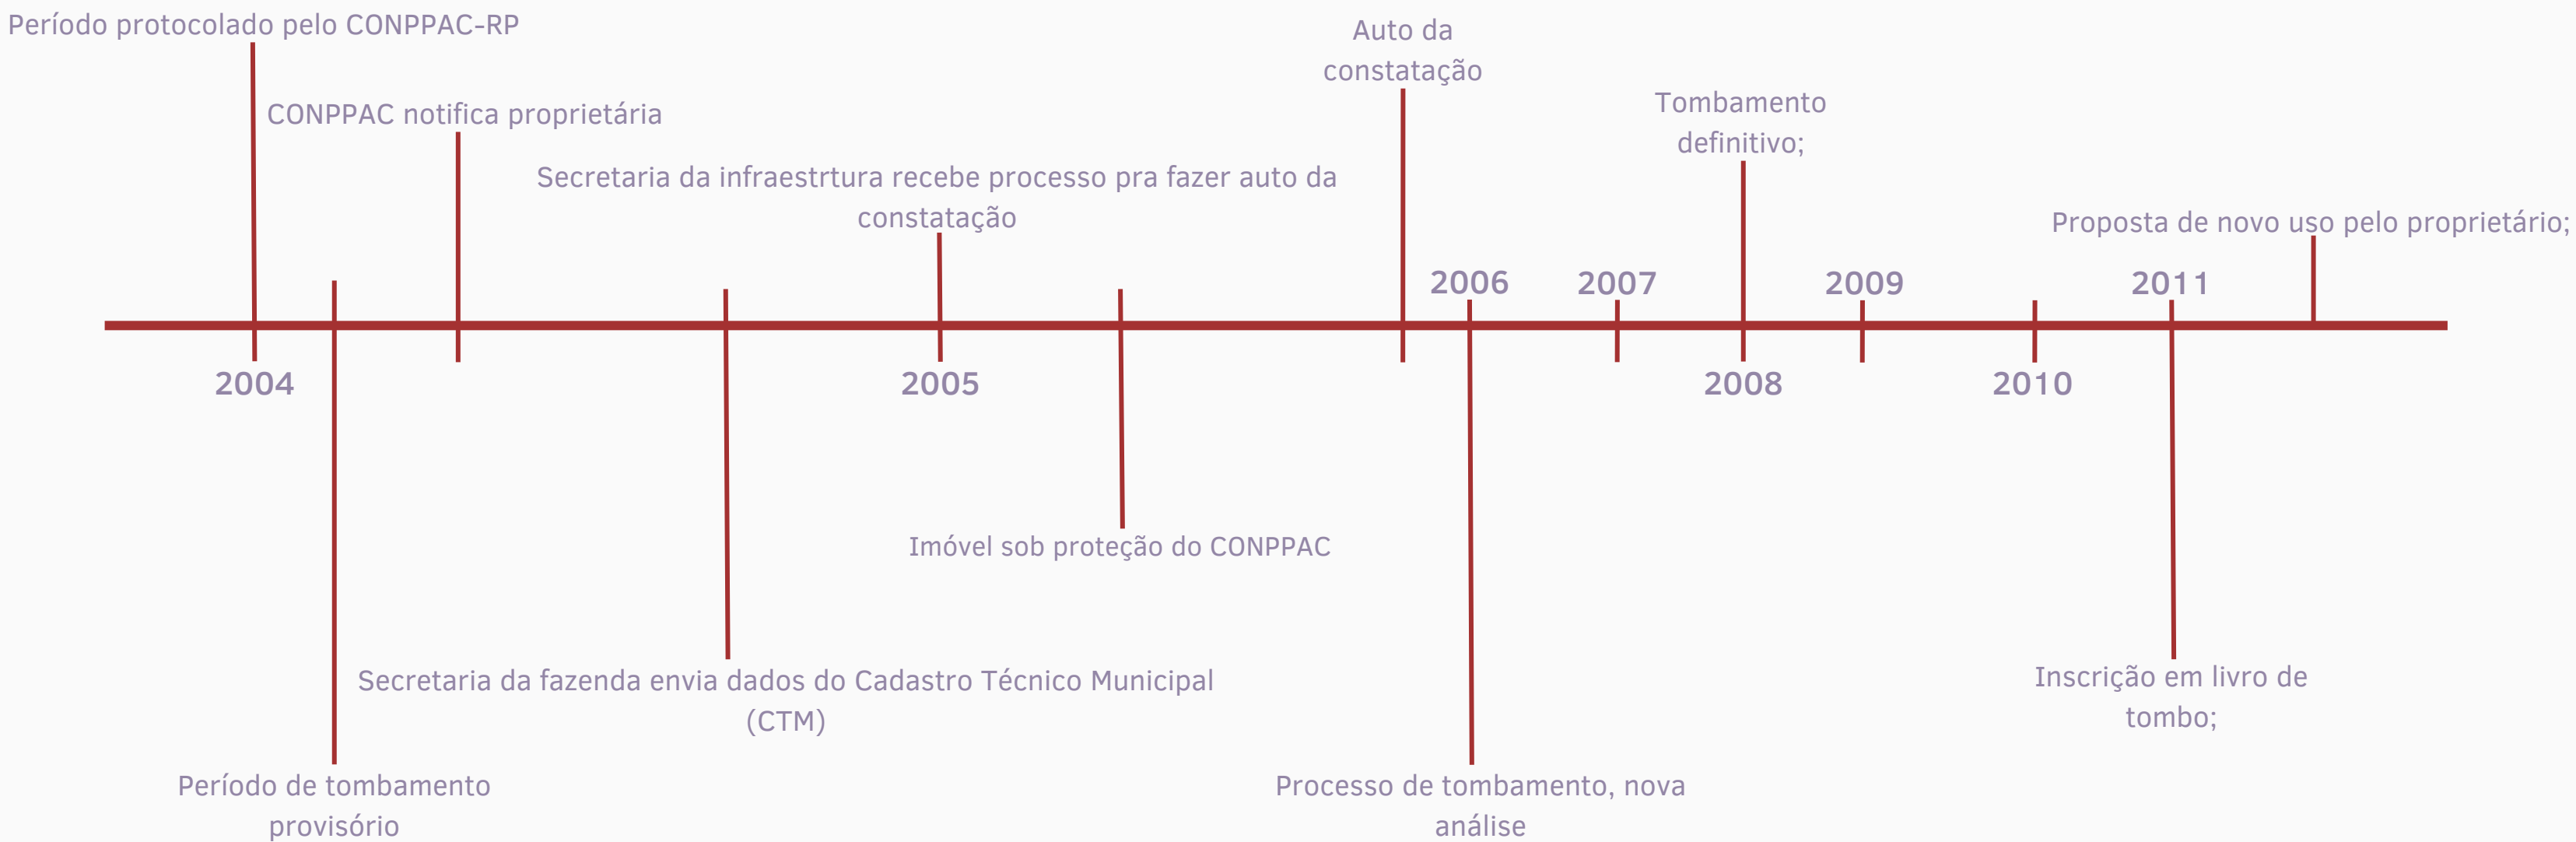 Período protocolado pelo CONPPAC-RP
CONPPAC notifica proprietária
Secretaria da infraestrtura recebe processo pra fazer auto da
constatação
Auto da
constatação
Tombamento
definitivo;
Proposta de novo uso pelo proprietário;
2006
2007
2009
2011
2004
2005
2008
2010
Imóvel sob proteção do CONPPAC
Secretaria da fazenda envia dados do Cadastro Técnico Municipal
(CTM)
Inscrição em livro de
tombo;
Período de tombamento
provisório
Processo de tombamento, nova
análise